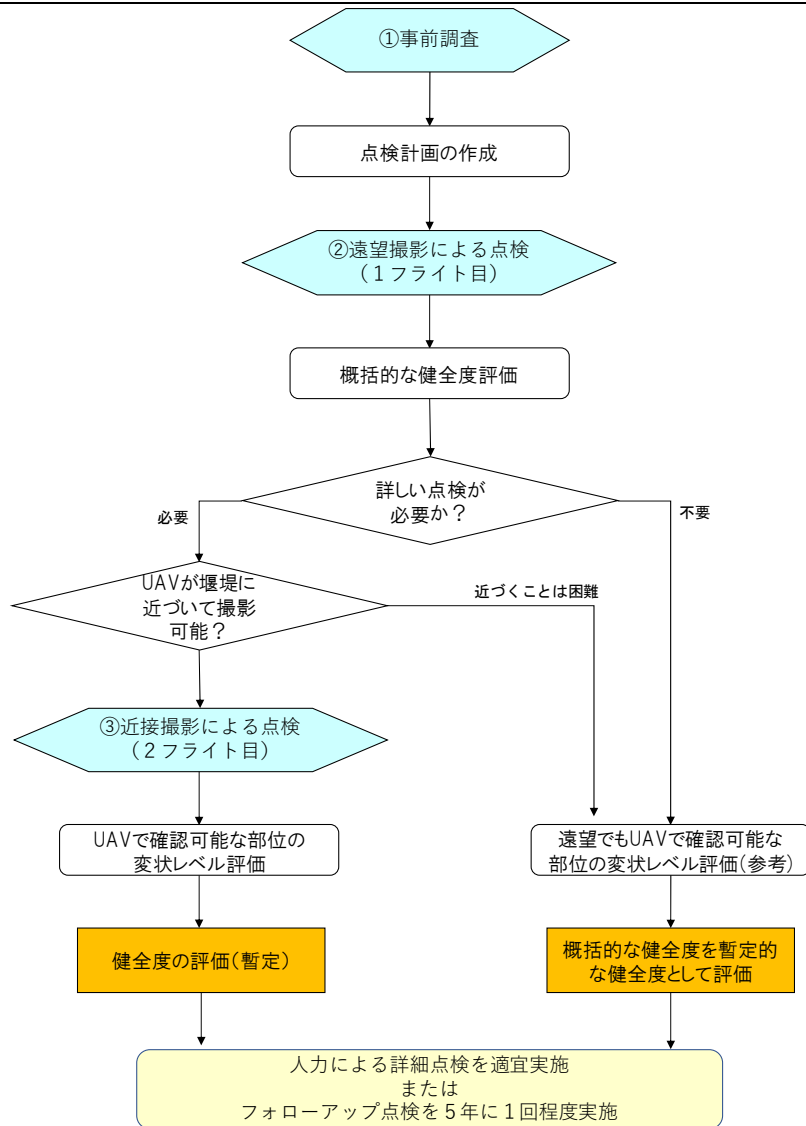 ①事前調査
点検計画の作成
②遠望撮影による点検
（１フライト目）
概括的な健全度評価
詳しい点検が
必要か？
必要
不要
UAVが堰堤に
近づいて撮影
可能？
近づくことは困難
③近接撮影による点検
（２フライト目）
UAVで確認可能な部位の
変状レベル評価
遠望でもUAVで確認可能な
部位の変状レベル評価（参考）
健全度の評価（暫定）
概括的な健全度を暫定的
な健全度として評価
人力による詳細点検を適宜実施
または
フォローアップ点検を５年に１回程度実施